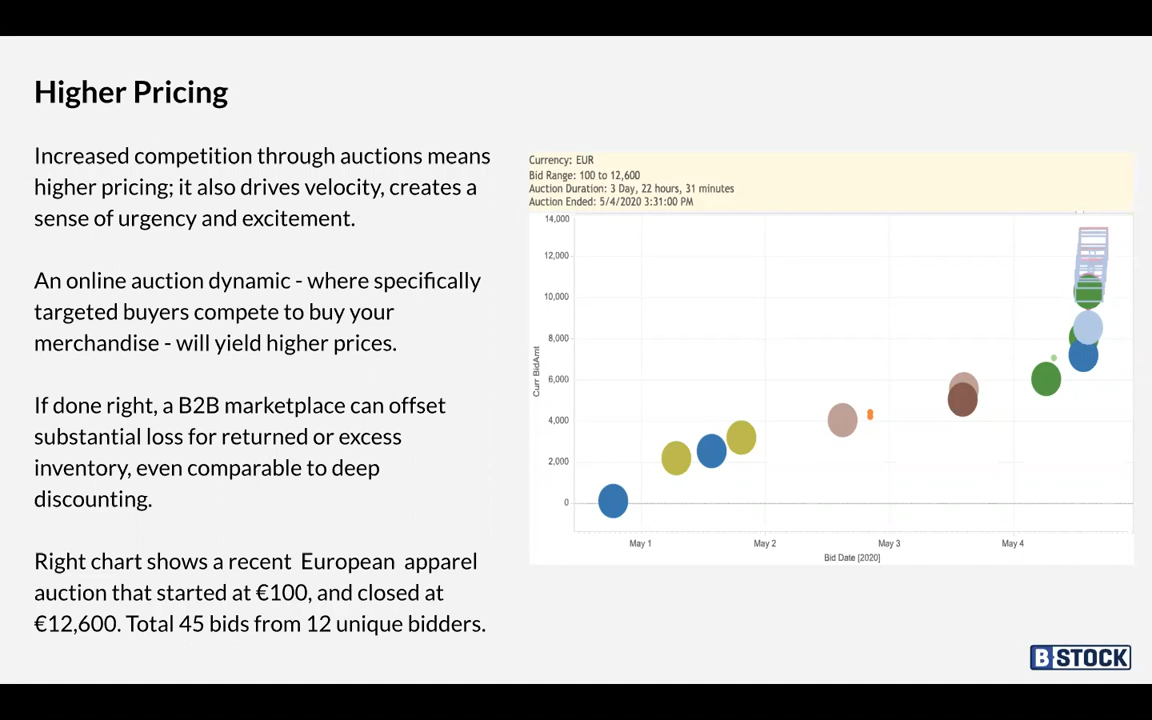 Higher Pricing
Increased competition through auctions means
higher pricing; it also drives velocity, creates a
sense of urgency and excitement.
An online auction dynamic - where specifically
targeted buyers compete to buy your
merchandise - will yield higher prices.
If done right, a B2B marketplace can offset
substantial loss for returned or excess
inventory, even comparable to deep
discounting.
Right chart shows a recent European apparel
auction that started at €100, and closed at
€12,600. Total 45 bids from 12 unique bidders.
Currency: EUR
Bid Range: 100 to 12,600
Auction Duration: 3 Day, 22 hours, 31 minutes
Auction Ended: 5/4/2020 3:31:00 PM
14,000
12,000
10,000
8,000
6,000
4,000
2,000
0
Curr BidAmt
May 1
May 2
May 3
May 4
Bid Date [2020]
B STOCK